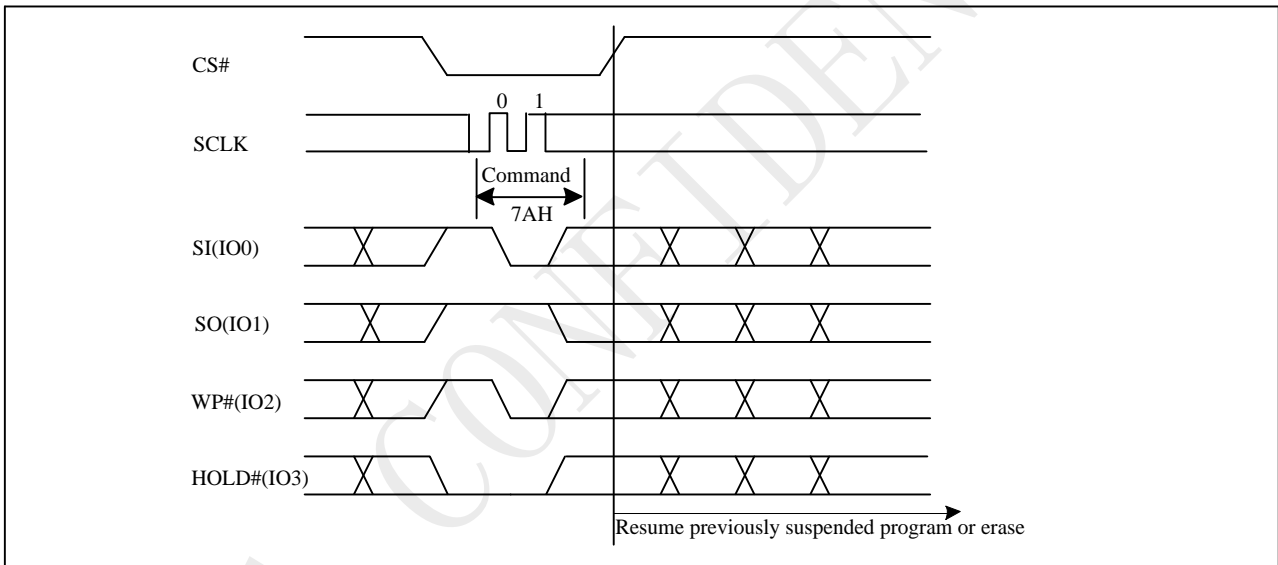 CS#
0 1
SCLK
Command
7AH
SI(IO0)
SO(IO1)
WP#(IO2)
HOLD#(IO3)
Resume previously suspended program or erase
CONFIDEN